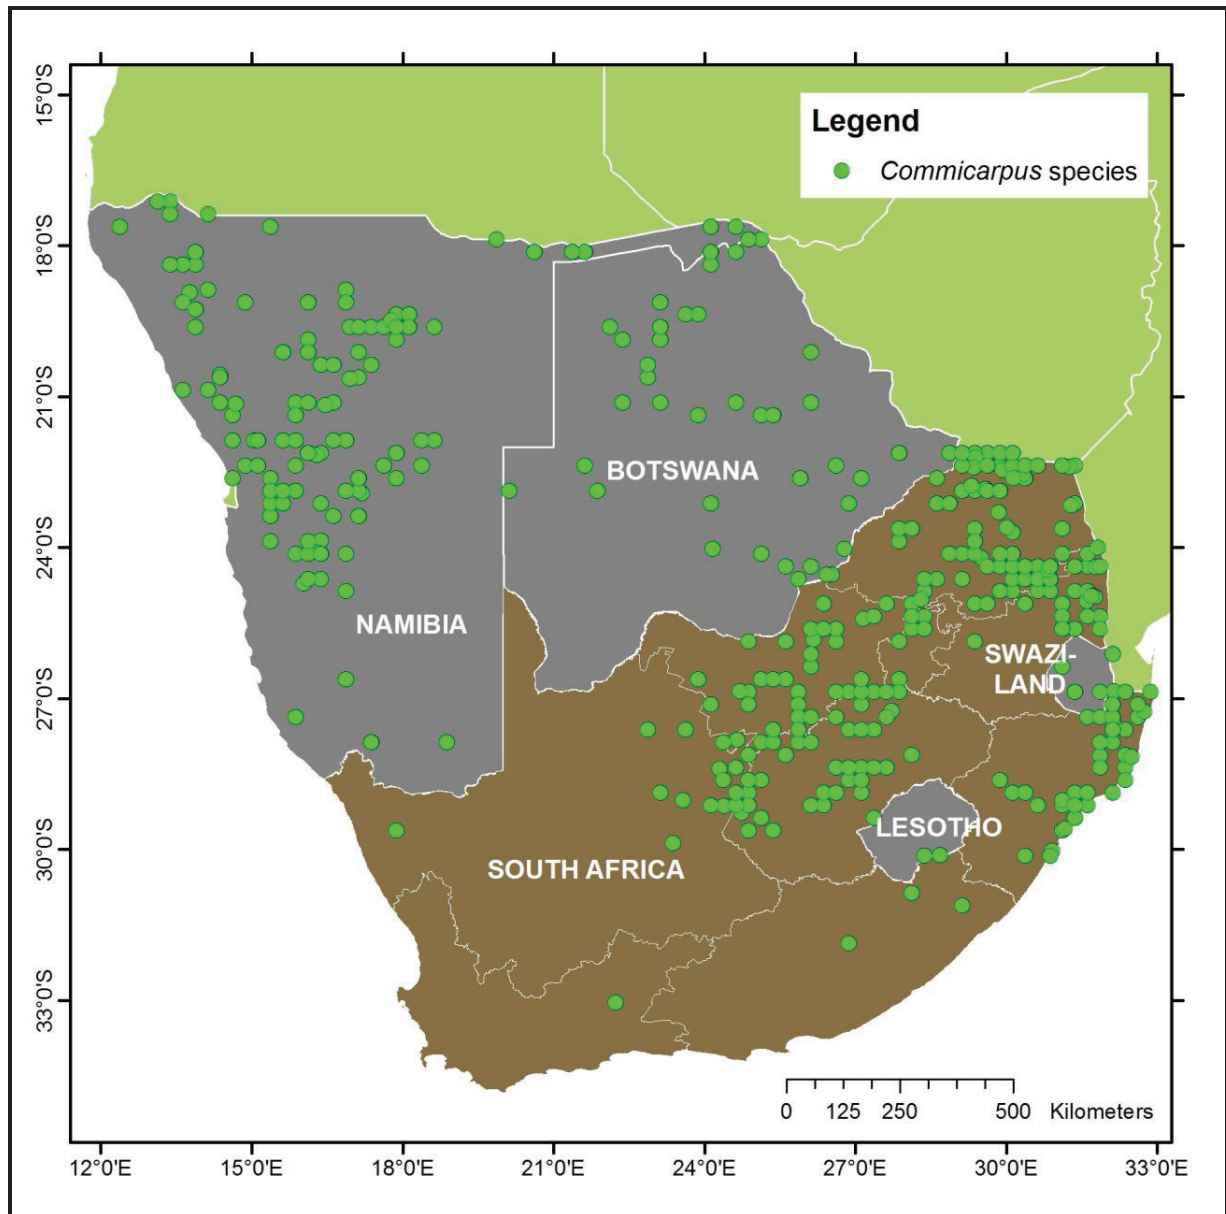 Legend
Commicarpus species
BOTSWANA
NAMIBIA
SWAZI-
LAND
LESOTHO
SOUTH AFRICA
15°0'S
18°0'S
21°0'S
24°0'S
27°0'S
30°0'S
33°0'S
0 125 250 500 Kilometers
12°0'E 15°0'E 18°0'E 21°0'E 24°0'E 27°0'E 30°0'E 33°0'E